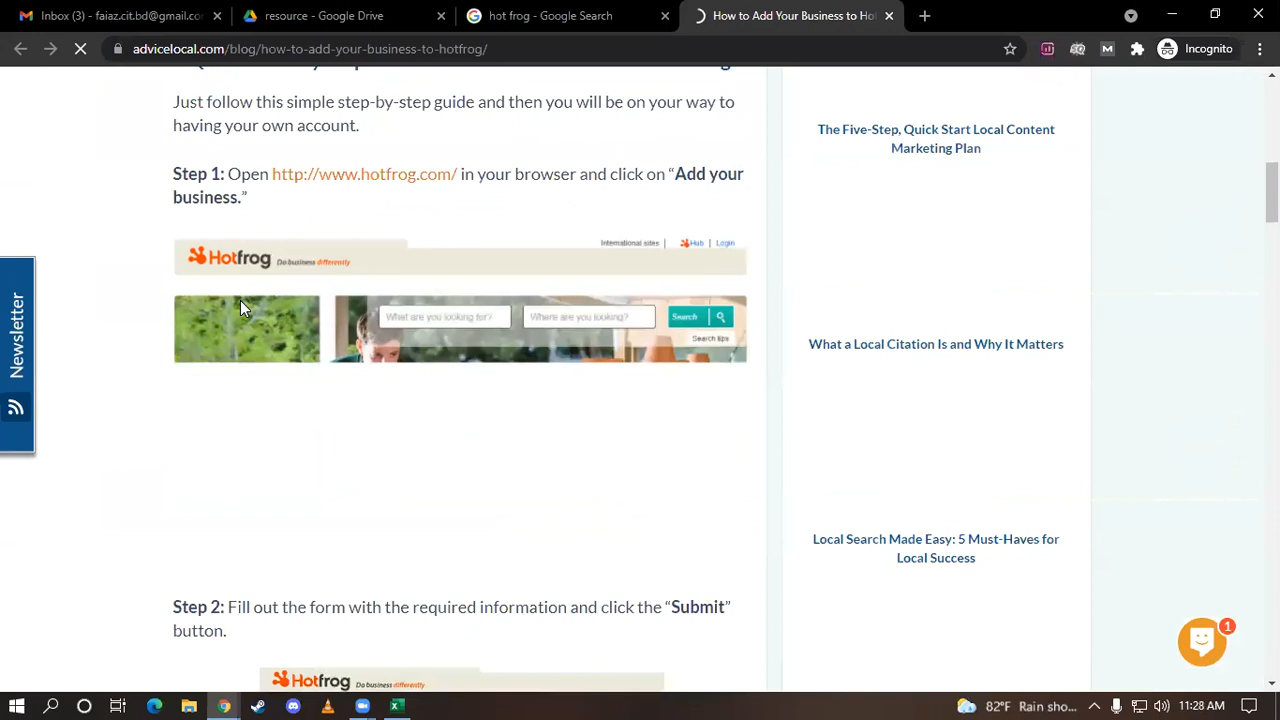 Inbox (3) - faiaz.cit.bd@gmail.co
resource - Google Drive
hot frog - Google Search
How to Add Your Business to Hot
advicelocal.com/blog/how-to-add-your-business-to-hotfrog/
Incognito
Just follow this simple step-by-step guide and then you will be on your way to
having your own account.
Step 1: Open http://www.hotfrog.com/ in your browser and click on “Add your
business.”
International sites | Hub | Login
Hotfrog Do business differently
What are you looking for?
Where are you looking?
Search
Search tips
Step 2: Fill out the form with the required information and click the “Submit”
button.
Hotfrog Do business differently
Newsletter
The Five-Step, Quick Start Local Content
Marketing Plan
What a Local Citation Is and Why It Matters
Local Search Made Easy: 5 Must-Haves for
Local Success
1
82°F Rain sho...
11:28 AM